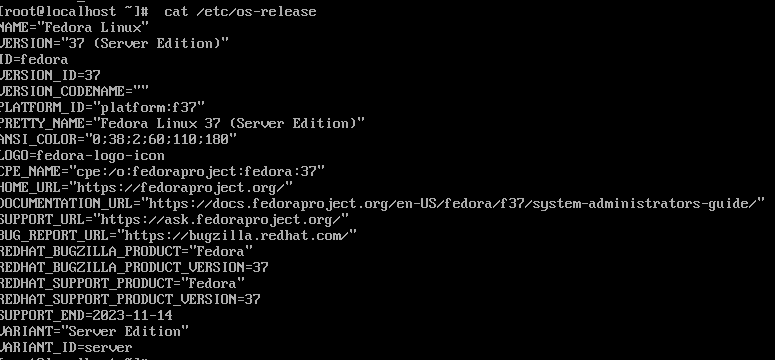 [root@localhost ~]#  cat /etc/os-release
NAME="Fedora Linux"
VERSION="37 (Server Edition)"
ID=fedora
VERSION_ID=37
VERSION_CODENAME=""
PLATFORM_ID="platform:f37"
PRETTY_NAME="Fedora Linux 37 (Server Edition)"
ANSI_COLOR="0;38;2;60;110;180"
LOGO=fedora-logo-icon
CPE_NAME="cpe:/o:fedoraproject:fedora:37"
HOME_URL="https://fedoraproject.org/"
DOCUMENTATION_URL="https://docs.fedoraproject.org/en-US/fedora/f37/system-administrators-guide/"
SUPPORT_URL="https://ask.fedoraproject.org/"
BUG_REPORT_URL="https://bugzilla.redhat.com/"
REDHAT_BUGZILLA_PRODUCT="Fedora"
REDHAT_BUGZILLA_PRODUCT_VERSION=37
REDHAT_SUPPORT_PRODUCT="Fedora"
REDHAT_SUPPORT_PRODUCT_VERSION=37
SUPPORT_END=2023-11-14
VARIANT="Server Edition"
VARIANT_ID=server